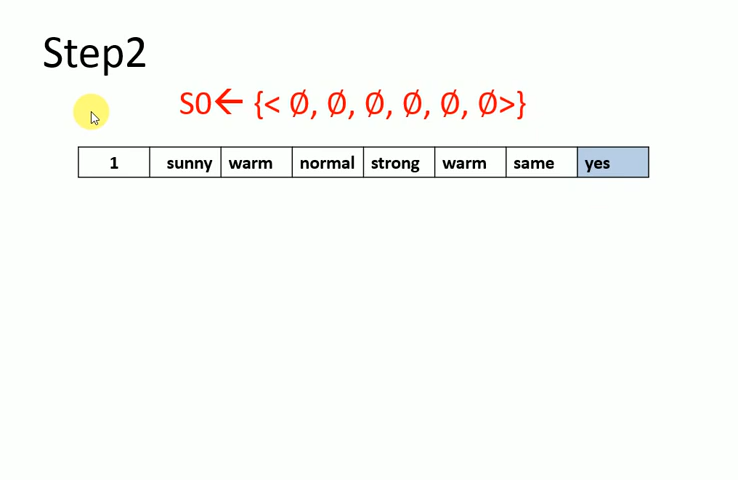 Step2
S0← {< Ø, Ø, Ø, Ø, Ø, Ø>}
1 sunny warm normal strong warm same yes